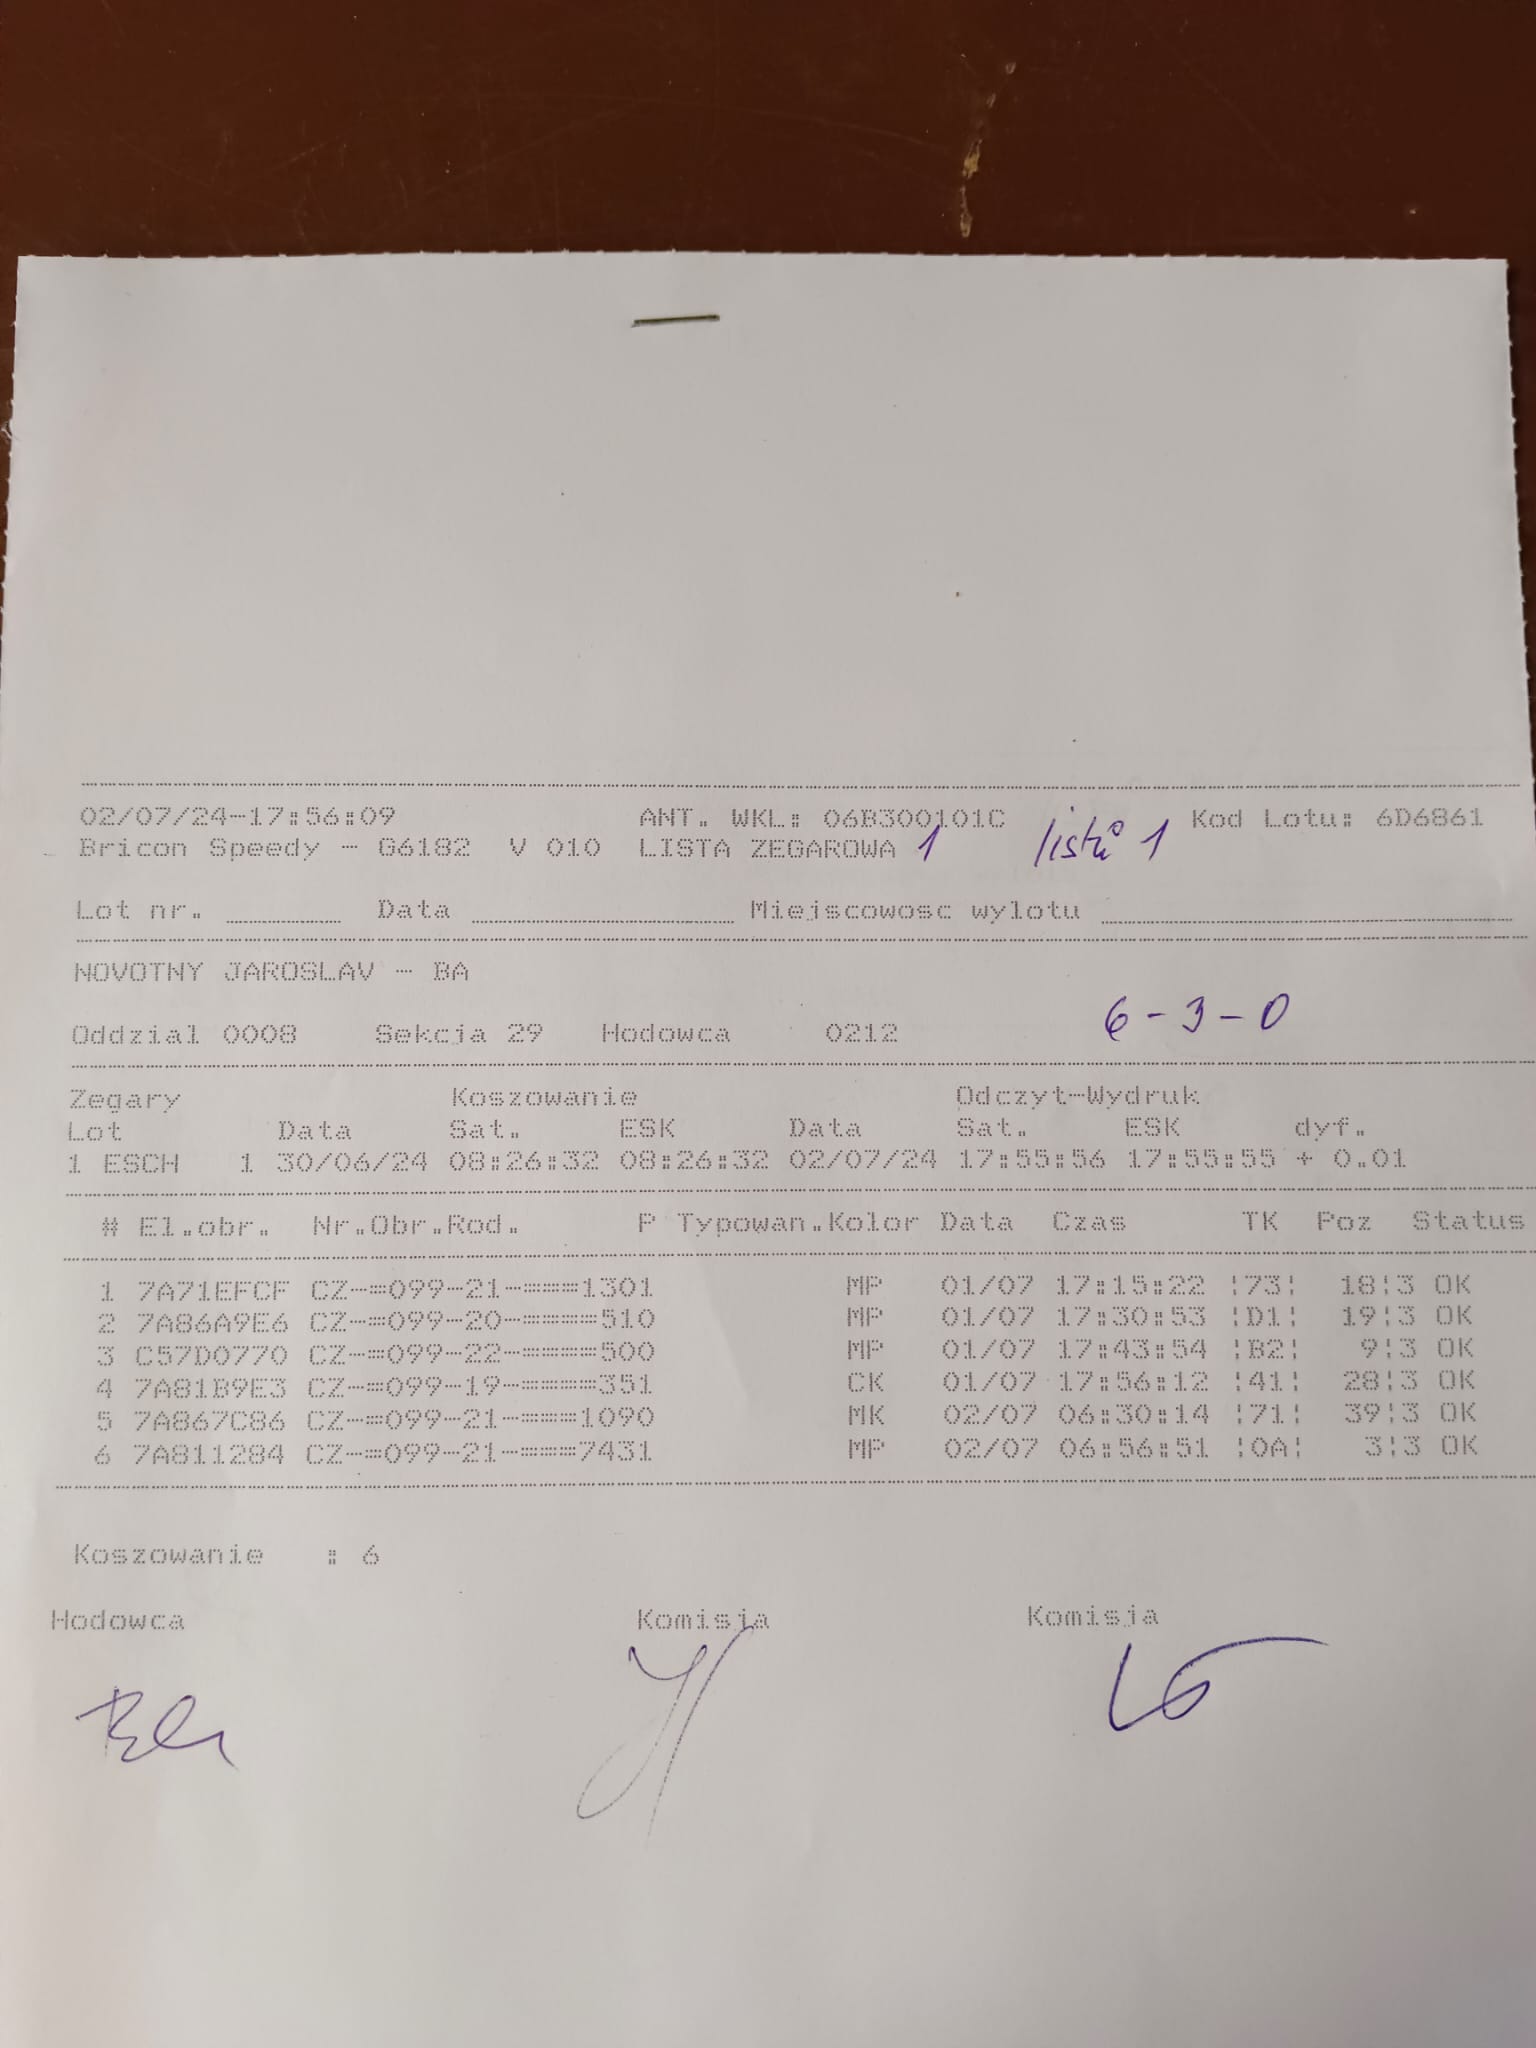 02/07/24-17:56:09 ANT. WKL: 06B300101C Kod Lotu: 6D6861
Bricon Speedy - G6182 V 010 LISTA ZEGAROWA 1 listů 1
Lot nr. Data Miejscowosc wylotu
NOVOTNY JAROSLAV - BA
6-3-0
Oddzial 0008 Sekcja 29 Hodowca 0212
Zegary Koszowanie Odczyt-Wydruk
Lot Data Sat. ESK Data Sat. ESK dyf.
1 ESCH 1 30/06/24 08:26:32 08:26:32 02/07/24 17:55:56 17:55:55 + 0.01
# El.obr. Nr.Obr.Rod. P Typowan.Kolor Data Czas TK Poz Status
1 7A71EFCF CZ-=099-21-===1301 MP 01/07 17:15:22 ¦73¦ 18¦3 OK
2 7A86A9E6 CZ-=099-20-====510 MP 01/07 17:30:53 ¦D1¦ 19¦3 OK
3 C57D0770 CZ-=099-22-====500 MP 01/07 17:43:54 ¦B2¦ 9¦3 OK
4 7A81B9E3 CZ-=099-19-====351 CK 01/07 17:56:12 ¦41¦ 28¦3 OK
5 7A867C86 CZ-=099-21-===1090 MK 02/07 06:30:14 ¦71¦ 39¦3 OK
6 7A811284 CZ-=099-21-===7431 MP 02/07 06:56:51 ¦0A¦ 3¦3 OK
Koszowanie : 6
Hodowca Komisja Komisja